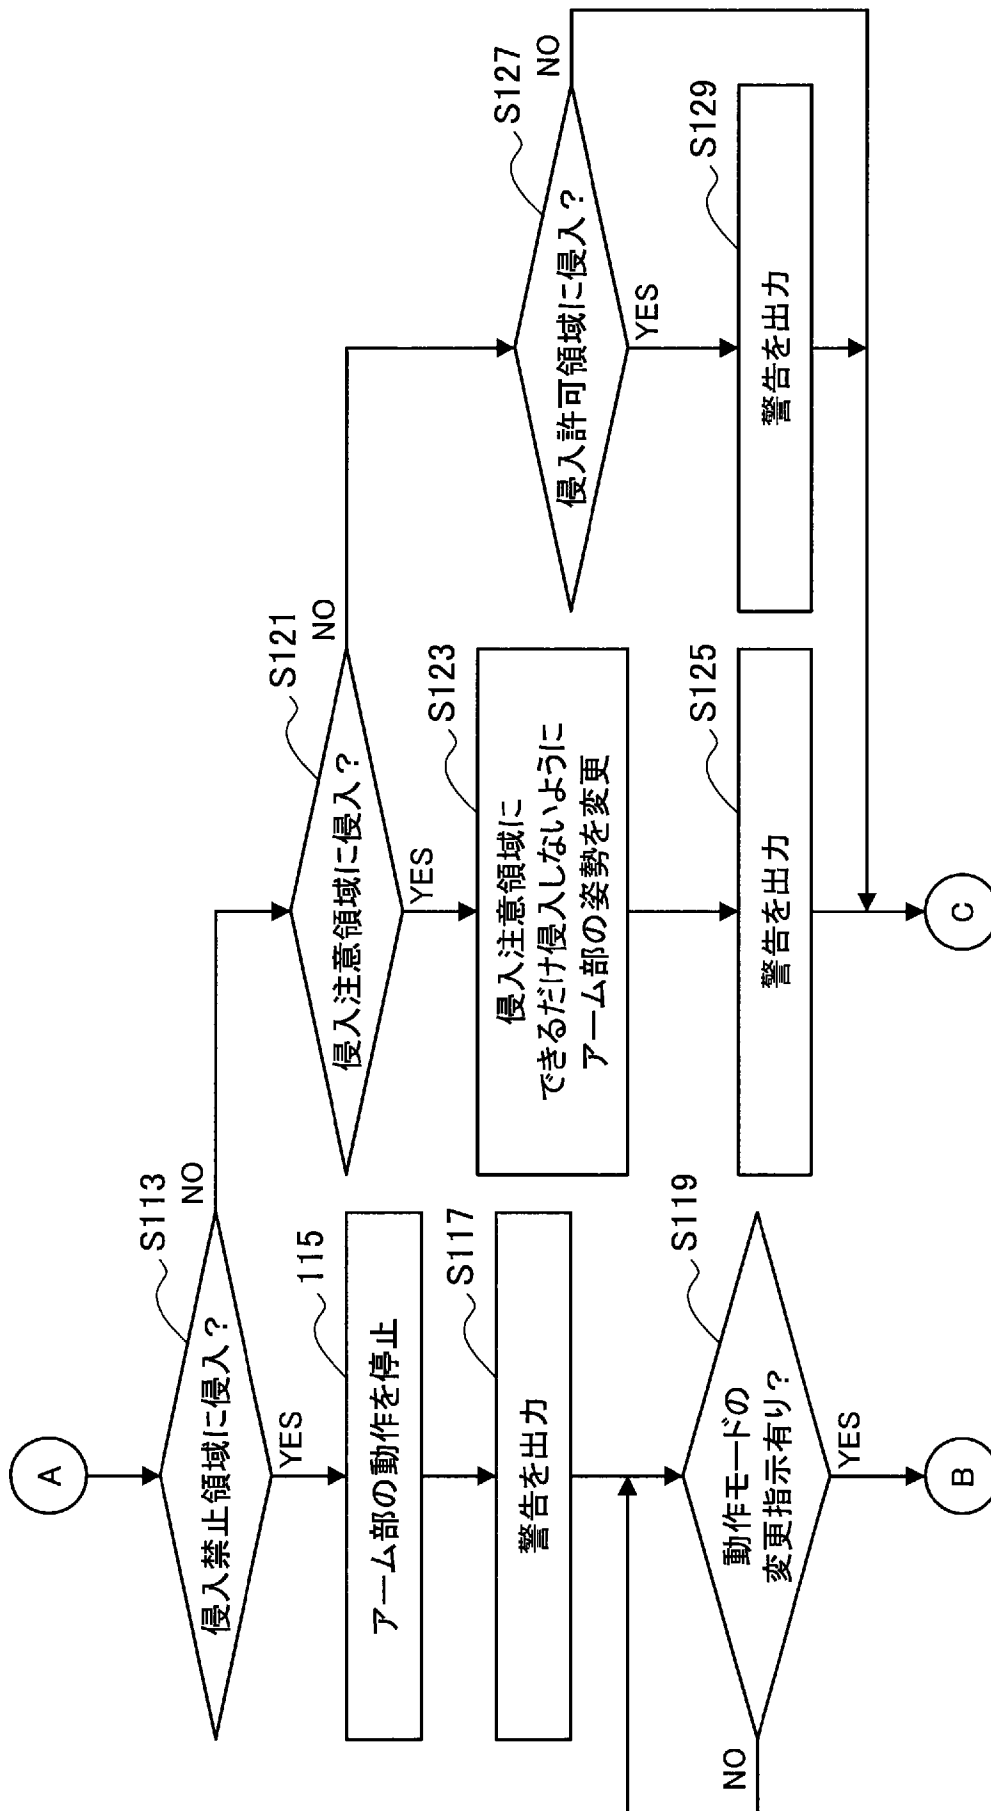 A
侵入禁止領域に侵入？
S113
NO
YES
アーム部の動作を停止
115
警告を出力
S117
動作モードの
変更指示有り？
S119
NO
YES
B
侵入注意領域に侵入？
S121
NO
YES
侵入注意領域に
できるだけ侵入しないように
アーム部の姿勢を変更
S123
警告を出力
S125
C
侵入許可領域に侵入？
S127
NO
YES
警告を出力
S129